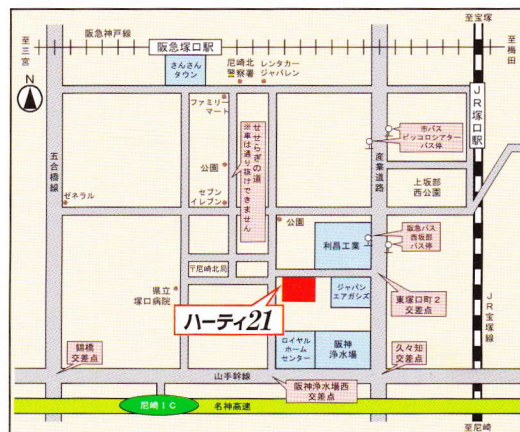 至宝塚
阪急神戸線
至三宮
阪急塚口駅
至梅田
さんさん
タウン
尼崎北
警察署
レンタカー
ジャパレン
N
ファミリー
マート
JR塚口駅
せせらぎの道
※車は通り抜けできません
市バス
ピッコロシアター
バス停
五合橋線
公園
産業道路
上坂部
西公園
ゼネラル
セブン
イレブン
公園
利昌工業
阪急バス
西坂部
バス停
〒尼崎北局
県立
塚口病院
ジャパン
エアガシズ
東塚口町2
交差点
JR宝塚線
ハーティ21
錦橋
交差点
ロイヤル
ホーム
センター
阪神
浄水場
久々知
交差点
山手幹線
阪神浄水場西
交差点
尼崎IC
名神高速
至尼崎